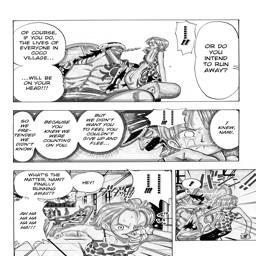 OR DO
YOU
INTEND
TO RUN
AWAY?
OF COURSE,
IF YOU DO,
THE LIVES OF
EVERYONE IN
COCO
VILLAGE...
...WILL BE
ON YOUR
HEAD!!!
I
KNEW,
NAMI.
BUT
WE DIDN'T
WANT YOU
TO FEEL YOU
COULDN'T
GIVE UP AND
FLEE...
BECAUSE
YOU KNEW
WE WERE
COUNTING
ON YOU.
SO
WE
PRE-
TENDED
WE
DIDN'T
KNOW.
HEY!
WHAT'S THE
MATTER, NAMI?
FINALLY
RUNNING
AWAY?
AH HA
HA HA
HA HA
HA!!!